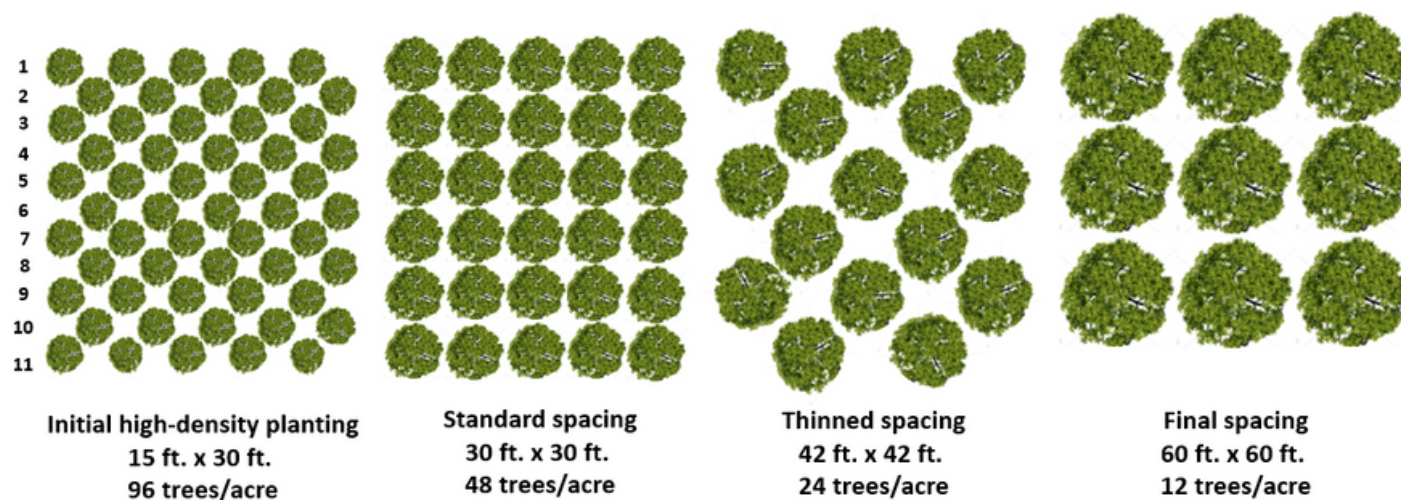 1
2
3
4
5
6
7
8
9
10
11
Initial high-density planting
15 ft. x 30 ft.
96 trees/acre
Standard spacing
30 ft. x 30 ft.
48 trees/acre
Thinned spacing
42 ft. x 42 ft.
24 trees/acre
Final spacing
60 ft. x 60 ft.
12 trees/acre